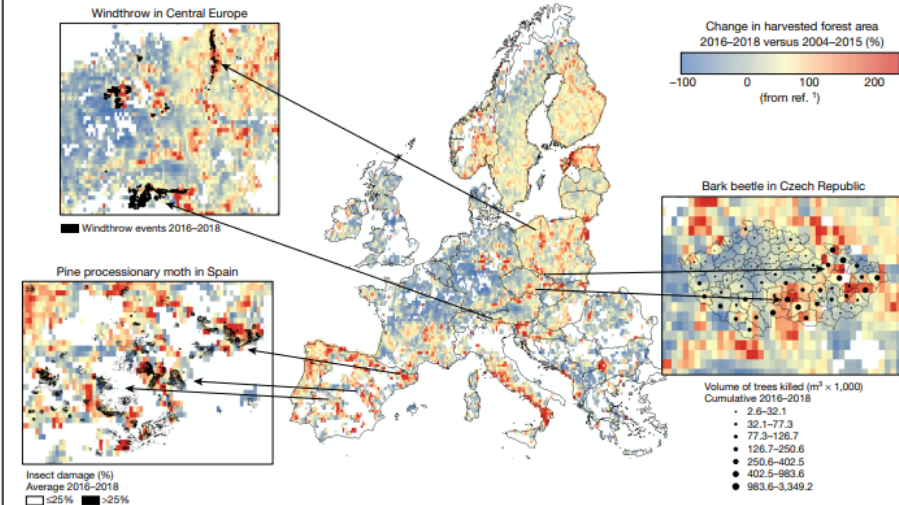 Windthrow in Central Europe
Change in harvested forest area
2016–2018 versus 2004–2015 (%)
–100 0 100 200
(from ref. 1)
Windthrow events 2016–2018
Bark beetle in Czech Republic
Pine processionary moth in Spain
Volume of trees killed (m³ × 1,000)
Cumulative 2016–2018
2.6–32.1
32.1–77.3
77.3–126.7
126.7–250.6
250.6–402.5
402.5–983.6
983.6–3,349.2
Insect damage (%)
Average 2016–2018
≤25% >25%